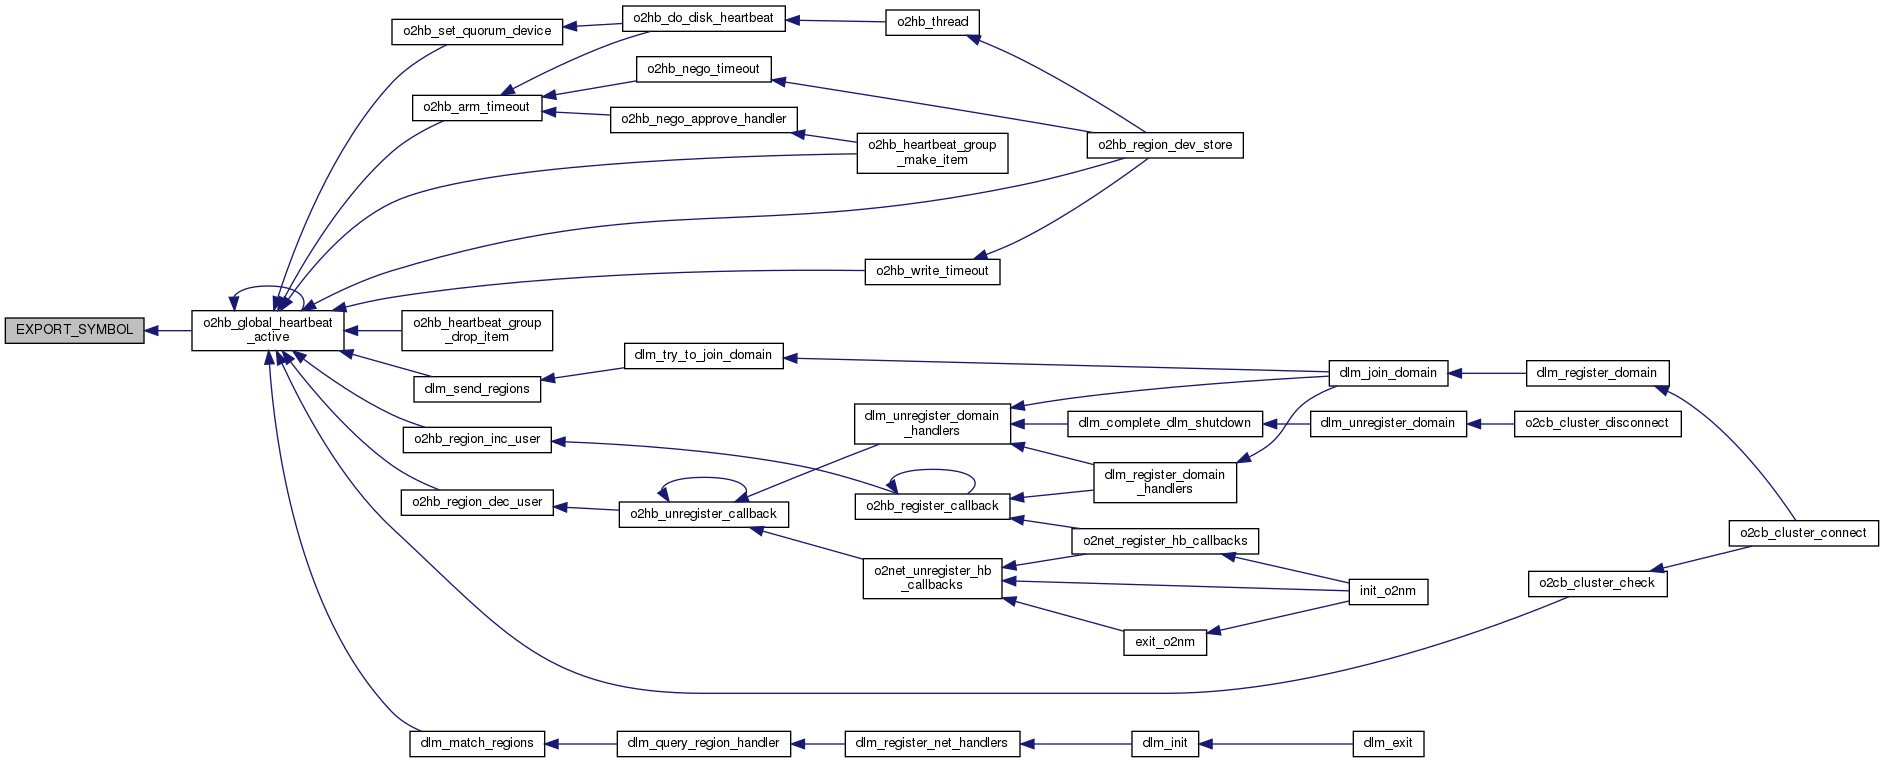 o2hb_do_disk_heartbeat
o2hb_thread
o2hb_set_quorum_device
o2hb_nego_timeout
o2hb_arm_timeout
o2hb_nego_approve_handler
o2hb_heartbeat_group
_make_item
o2hb_region_dev_store
o2hb_write_timeout
EXPORT_SYMBOL
o2hb_global_heartbeat
_active
o2hb_heartbeat_group
_drop_item
dlm_try_to_join_domain
dlm_send_regions
dlm_join_domain
dlm_register_domain
dlm_unregister_domain
_handlers
dlm_complete_dlm_shutdown
dlm_unregister_domain
o2cb_cluster_disconnect
o2hb_region_inc_user
dlm_register_domain
_handlers
o2hb_region_dec_user
o2hb_unregister_callback
o2hb_register_callback
o2net_register_hb_callbacks
o2cb_cluster_connect
o2net_unregister_hb
_callbacks
init_o2nm
o2cb_cluster_check
exit_o2nm
dlm_match_regions
dlm_query_region_handler
dlm_register_net_handlers
dlm_init
dlm_exit